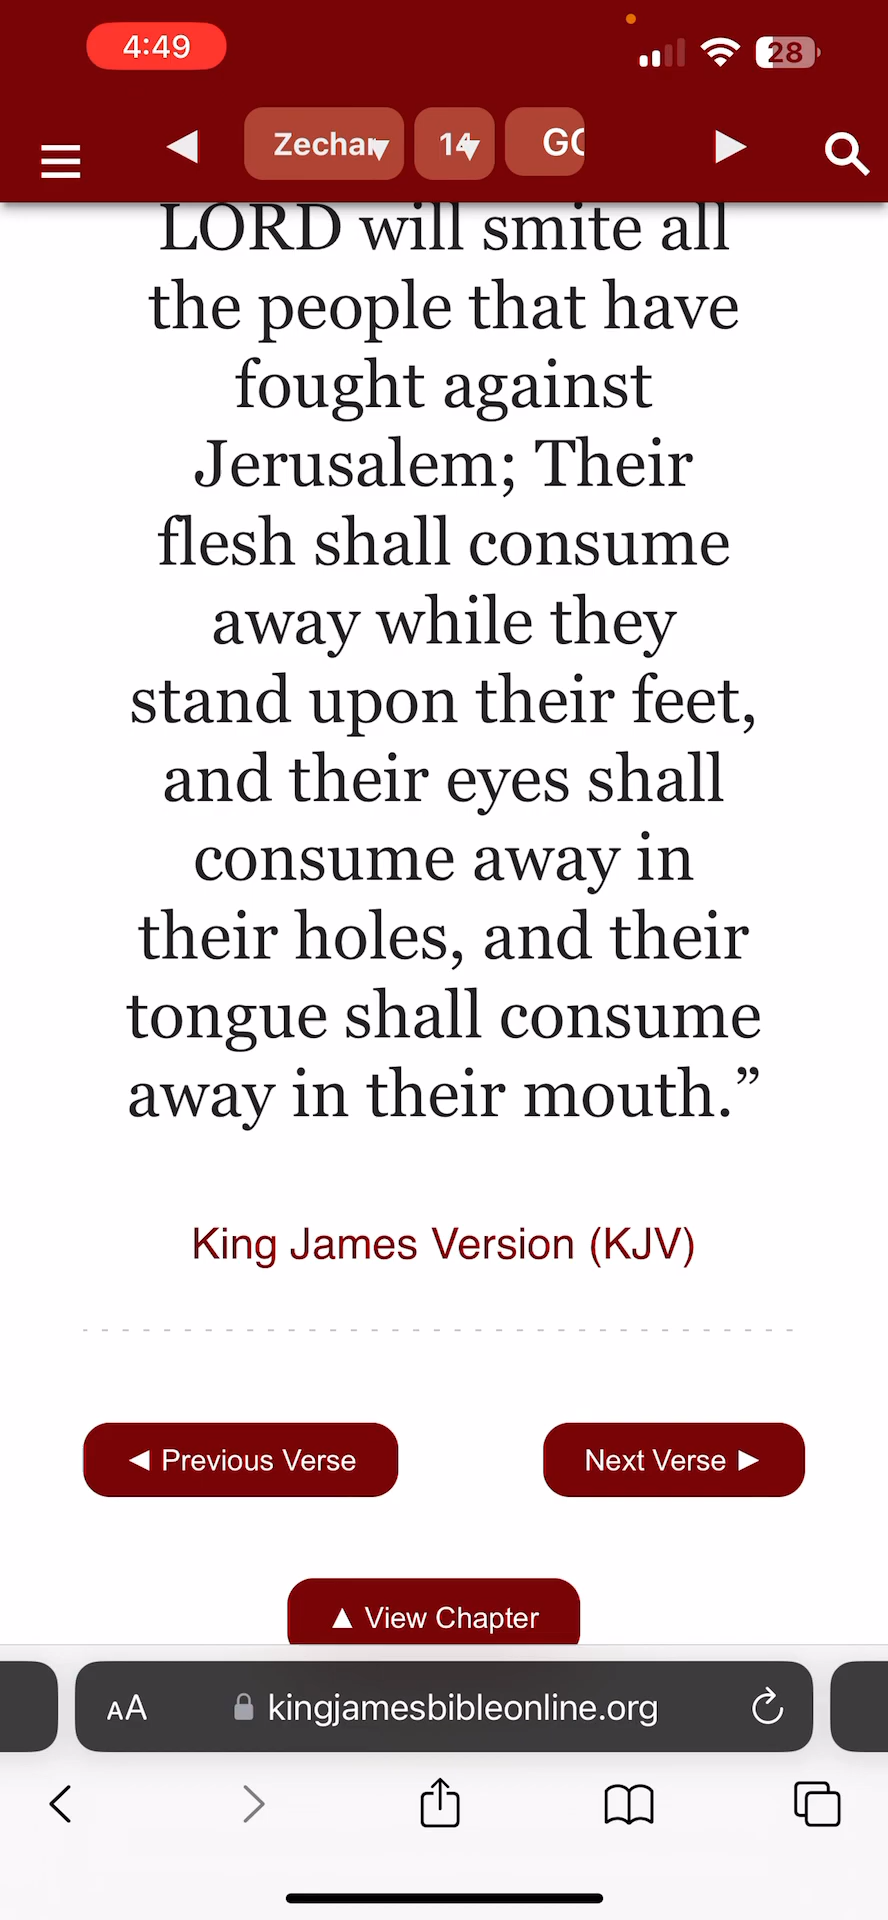 4:49
28
Zechar
14
GO
LORD will smite all
the people that have
fought against
Jerusalem; Their
flesh shall consume
away while they
stand upon their feet,
and their eyes shall
consume away in
their holes, and their
tongue shall consume
away in their mouth.”
King James Version (KJV)
◀ Previous Verse
Next Verse ▶
▲ View Chapter
AA
kingjamesbibleonline.org